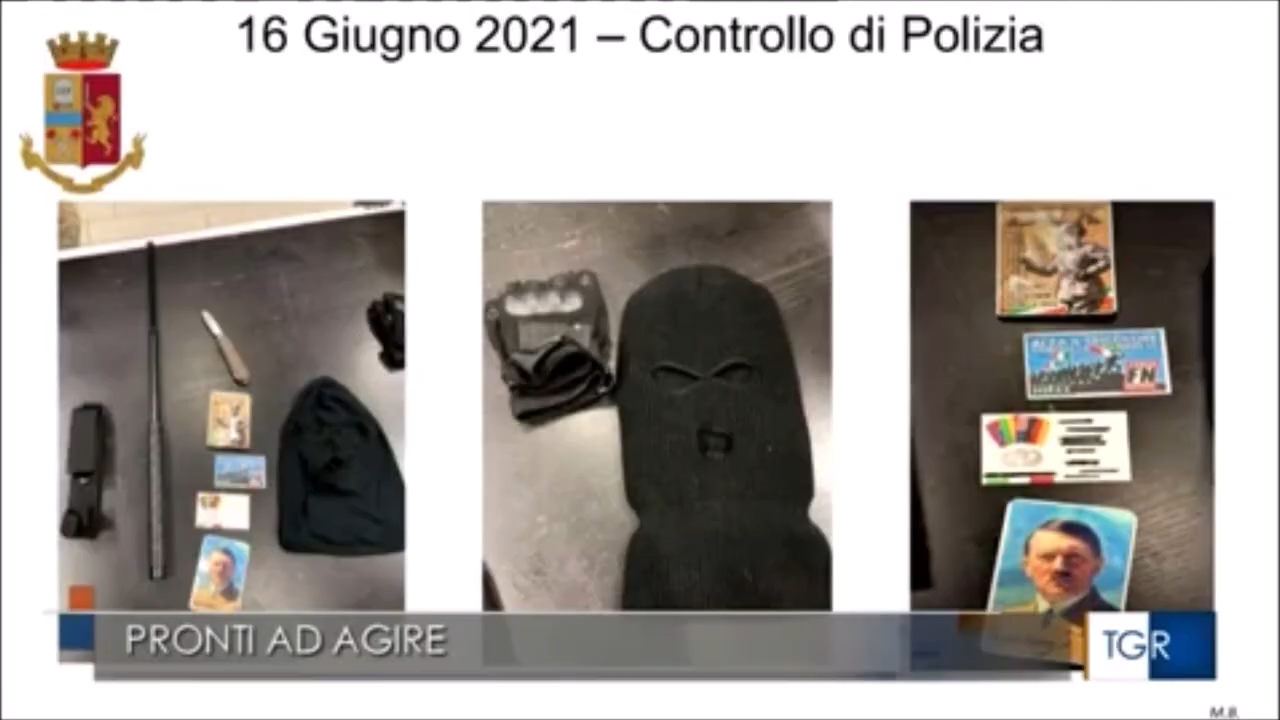 16 Giugno 2021 – Controllo di Polizia
FN
PRONTI AD AGIRE
TGR
M.B.